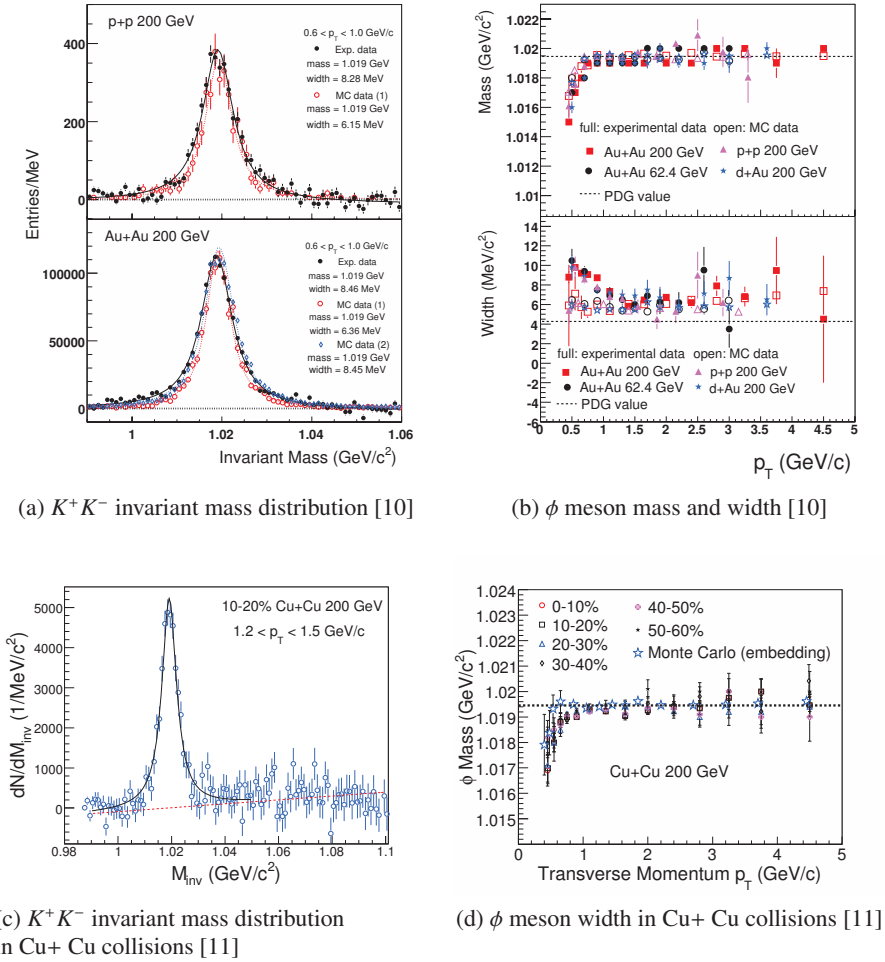 p+p 200 GeV
0.6 < pT < 1.0 GeV/c
Exp. data
mass = 1.019 GeV
width = 8.28 MeV
MC data (1)
mass = 1.019 GeV
width = 6.15 MeV
400
200
0
Entries/MeV
Au+Au 200 GeV
0.6 < pT < 1.0 GeV/c
Exp. data
mass = 1.019 GeV
width = 8.46 MeV
MC data (1)
mass = 1.019 GeV
width = 6.36 MeV
MC data (2)
mass = 1.019 GeV
width = 8.45 MeV
100000
50000
0
1 1.02 1.04 1.06
Invariant Mass (GeV/c²)
(a) K⁺K⁻ invariant mass distribution [10]
Mass (GeV/c²)
1.022
1.02
1.018
1.016
1.014
1.012
1.01
full: experimental data open: MC data
Au+Au 200 GeV p+p 200 GeV
Au+Au 62.4 GeV d+Au 200 GeV
PDG value
Width (MeV/c²)
14
12
10
8
6
4
2
0
-2
-4
-6
full: experimental data open: MC data
Au+Au 200 GeV p+p 200 GeV
Au+Au 62.4 GeV d+Au 200 GeV
PDG value
0 0.5 1 1.5 2 2.5 3 3.5 4 4.5 5
pT (GeV/c)
(b) ϕ meson mass and width [10]
dN/dMinv (1/MeV/c²)
5000
4000
3000
2000
1000
0
10-20% Cu+Cu 200 GeV
1.2 < pT < 1.5 GeV/c
0.98 1 1.02 1.04 1.06 1.08 1.1
Minv (GeV/c²)
(c) K⁺K⁻ invariant mass distribution
in Cu+ Cu collisions [11]
ϕ Mass (GeV/c²)
1.024
1.023
1.022
1.021
1.02
1.019
1.018
1.017
1.016
1.015
0-10% 40-50%
10-20% 50-60%
20-30% Monte Carlo (embedding)
30-40%
Cu+Cu 200 GeV
0 1 2 3 4 5
Transverse Momentum pT (GeV/c)
(d) ϕ meson width in Cu+ Cu collisions [11]